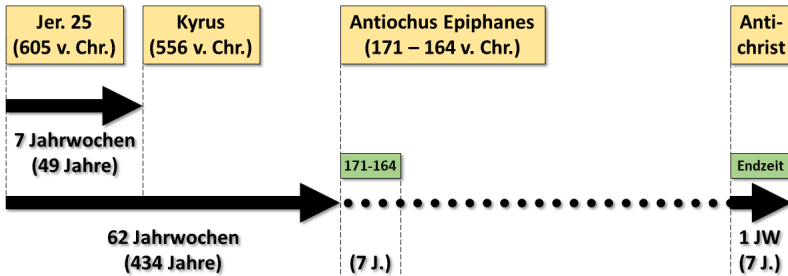 Jer. 25
(605 v. Chr.)
Kyrus
(556 v. Chr.)
Antiochus Epiphanes
(171 – 164 v. Chr.)
Anti-
christ
7 Jahrwochen
(49 Jahre)
171-164
Endzeit
62 Jahrwochen
(434 Jahre)
(7 J.)
1 JW
(7 J.)